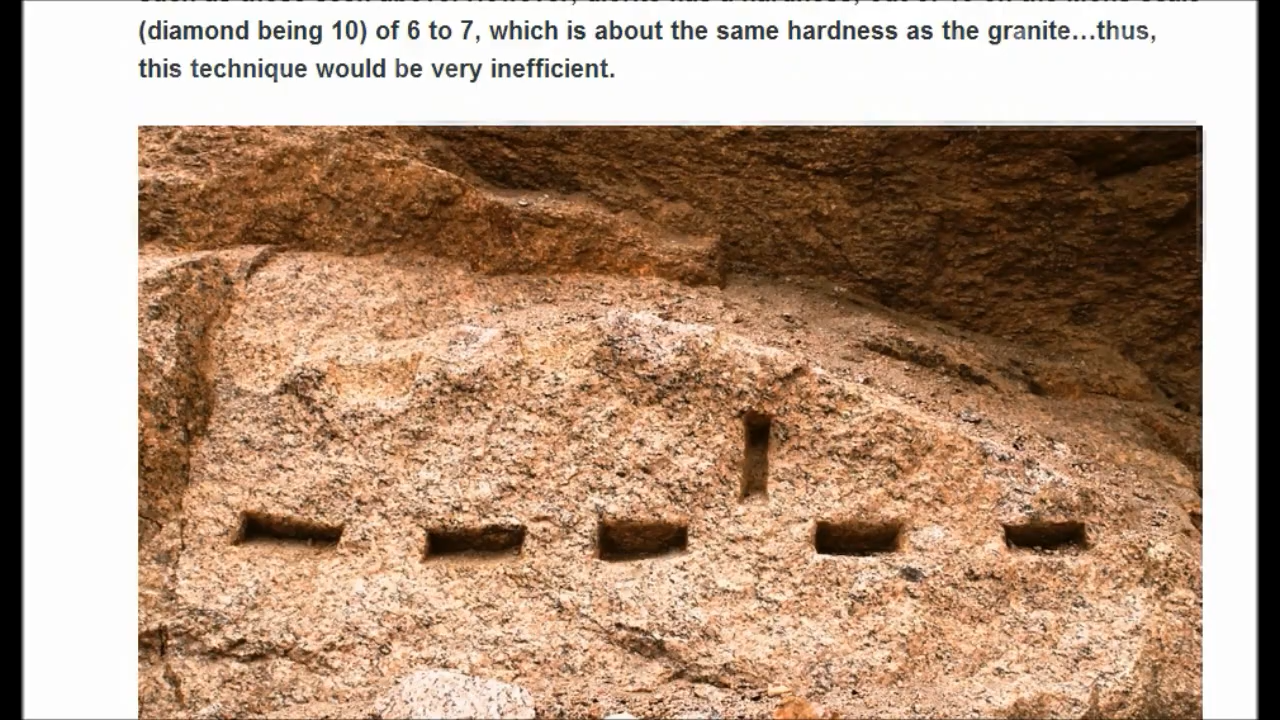 (diamond being 10) of 6 to 7, which is about the same hardness as the granite…thus,
this technique would be very inefficient.